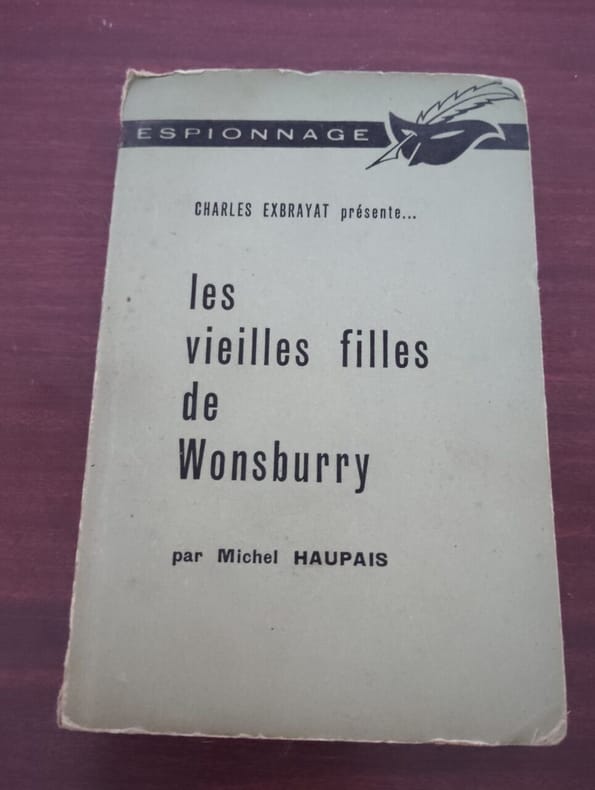 ESPIONNAGE
CHARLES EXBRAYAT présente...
les
vieilles filles
de
Wonsburry
par Michel HAUPAIS